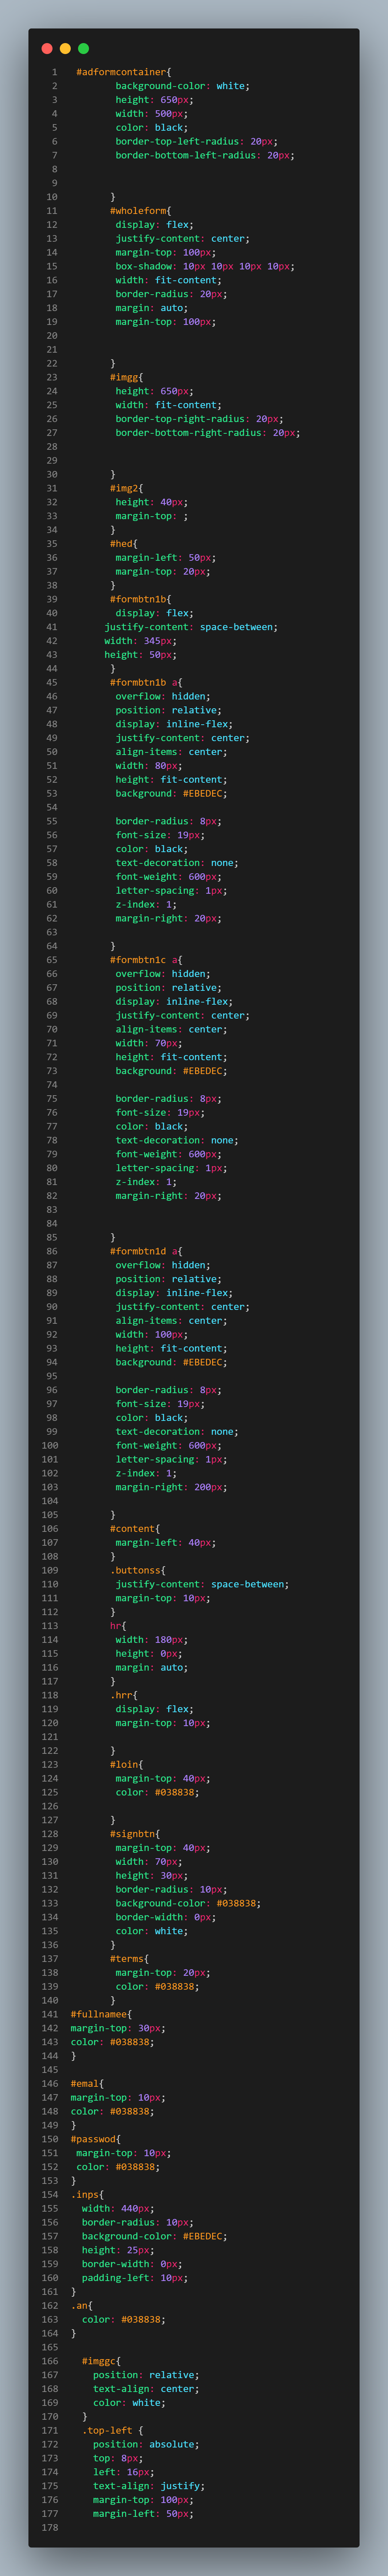 1 #adformcontainer{
2 background-color: white;
3 height: 650px;
4 width: 500px;
5 color: black;
6 border-top-left-radius: 20px;
7 border-bottom-left-radius: 20px;
8
9
10 }
11 #wholeform{
12 display: flex;
13 justify-content: center;
14 margin-top: 100px;
15 box-shadow: 10px 10px 10px 10px;
16 width: fit-content;
17 border-radius: 20px;
18 margin: auto;
19 margin-top: 100px;
20
21
22 }
23 #imgg{
24 height: 650px;
25 width: fit-content;
26 border-top-right-radius: 20px;
27 border-bottom-right-radius: 20px;
28
29
30 }
31 #img2{
32 height: 40px;
33 margin-top: ;
34 }
35 #hed{
36 margin-left: 50px;
37 margin-top: 20px;
38 }
39 #formbtn1b{
40 display: flex;
41 justify-content: space-between;
42 width: 345px;
43 height: 50px;
44 }
45 #formbtn1b a{
46 overflow: hidden;
47 position: relative;
48 display: inline-flex;
49 justify-content: center;
50 align-items: center;
51 width: 80px;
52 height: fit-content;
53 background: #EBEDEC;
54
55 border-radius: 8px;
56 font-size: 19px;
57 color: black;
58 text-decoration: none;
59 font-weight: 600px;
60 letter-spacing: 1px;
61 z-index: 1;
62 margin-right: 20px;
63
64 }
65 #formbtn1c a{
66 overflow: hidden;
67 position: relative;
68 display: inline-flex;
69 justify-content: center;
70 align-items: center;
71 width: 70px;
72 height: fit-content;
73 background: #EBEDEC;
74
75 border-radius: 8px;
76 font-size: 19px;
77 color: black;
78 text-decoration: none;
79 font-weight: 600px;
80 letter-spacing: 1px;
81 z-index: 1;
82 margin-right: 20px;
83
84
85 }
86 #formbtn1d a{
87 overflow: hidden;
88 position: relative;
89 display: inline-flex;
90 justify-content: center;
91 align-items: center;
92 width: 100px;
93 height: fit-content;
94 background: #EBEDEC;
95
96 border-radius: 8px;
97 font-size: 19px;
98 color: black;
99 text-decoration: none;
100 font-weight: 600px;
101 letter-spacing: 1px;
102 z-index: 1;
103 margin-right: 200px;
104
105 }
106 #content{
107 margin-left: 40px;
108 }
109 .buttonss{
110 justify-content: space-between;
111 margin-top: 10px;
112 }
113 hr{
114 width: 180px;
115 height: 0px;
116 margin: auto;
117 }
118 .hrr{
119 display: flex;
120 margin-top: 10px;
121
122 }
123 #loin{
124 margin-top: 40px;
125 color: #038838;
126
127 }
128 #signbtn{
129 margin-top: 40px;
130 width: 70px;
131 height: 30px;
132 border-radius: 10px;
133 background-color: #038838;
134 border-width: 0px;
135 color: white;
136 }
137 #terms{
138 margin-top: 20px;
139 color: #038838;
140 }
141 #fullnamee{
142 margin-top: 30px;
143 color: #038838;
144 }
145
146 #emal{
147 margin-top: 10px;
148 color: #038838;
149 }
150 #passwod{
151 margin-top: 10px;
152 color: #038838;
153 }
154 .inps{
155 width: 440px;
156 border-radius: 10px;
157 background-color: #EBEDEC;
158 height: 25px;
159 border-width: 0px;
160 padding-left: 10px;
161 }
162 .an{
163 color: #038838;
164 }
165
166 #imggc{
167 position: relative;
168 text-align: center;
169 color: white;
170 }
171 .top-left {
172 position: absolute;
173 top: 8px;
174 left: 16px;
175 text-align: justify;
176 margin-top: 100px;
177 margin-left: 50px;
178